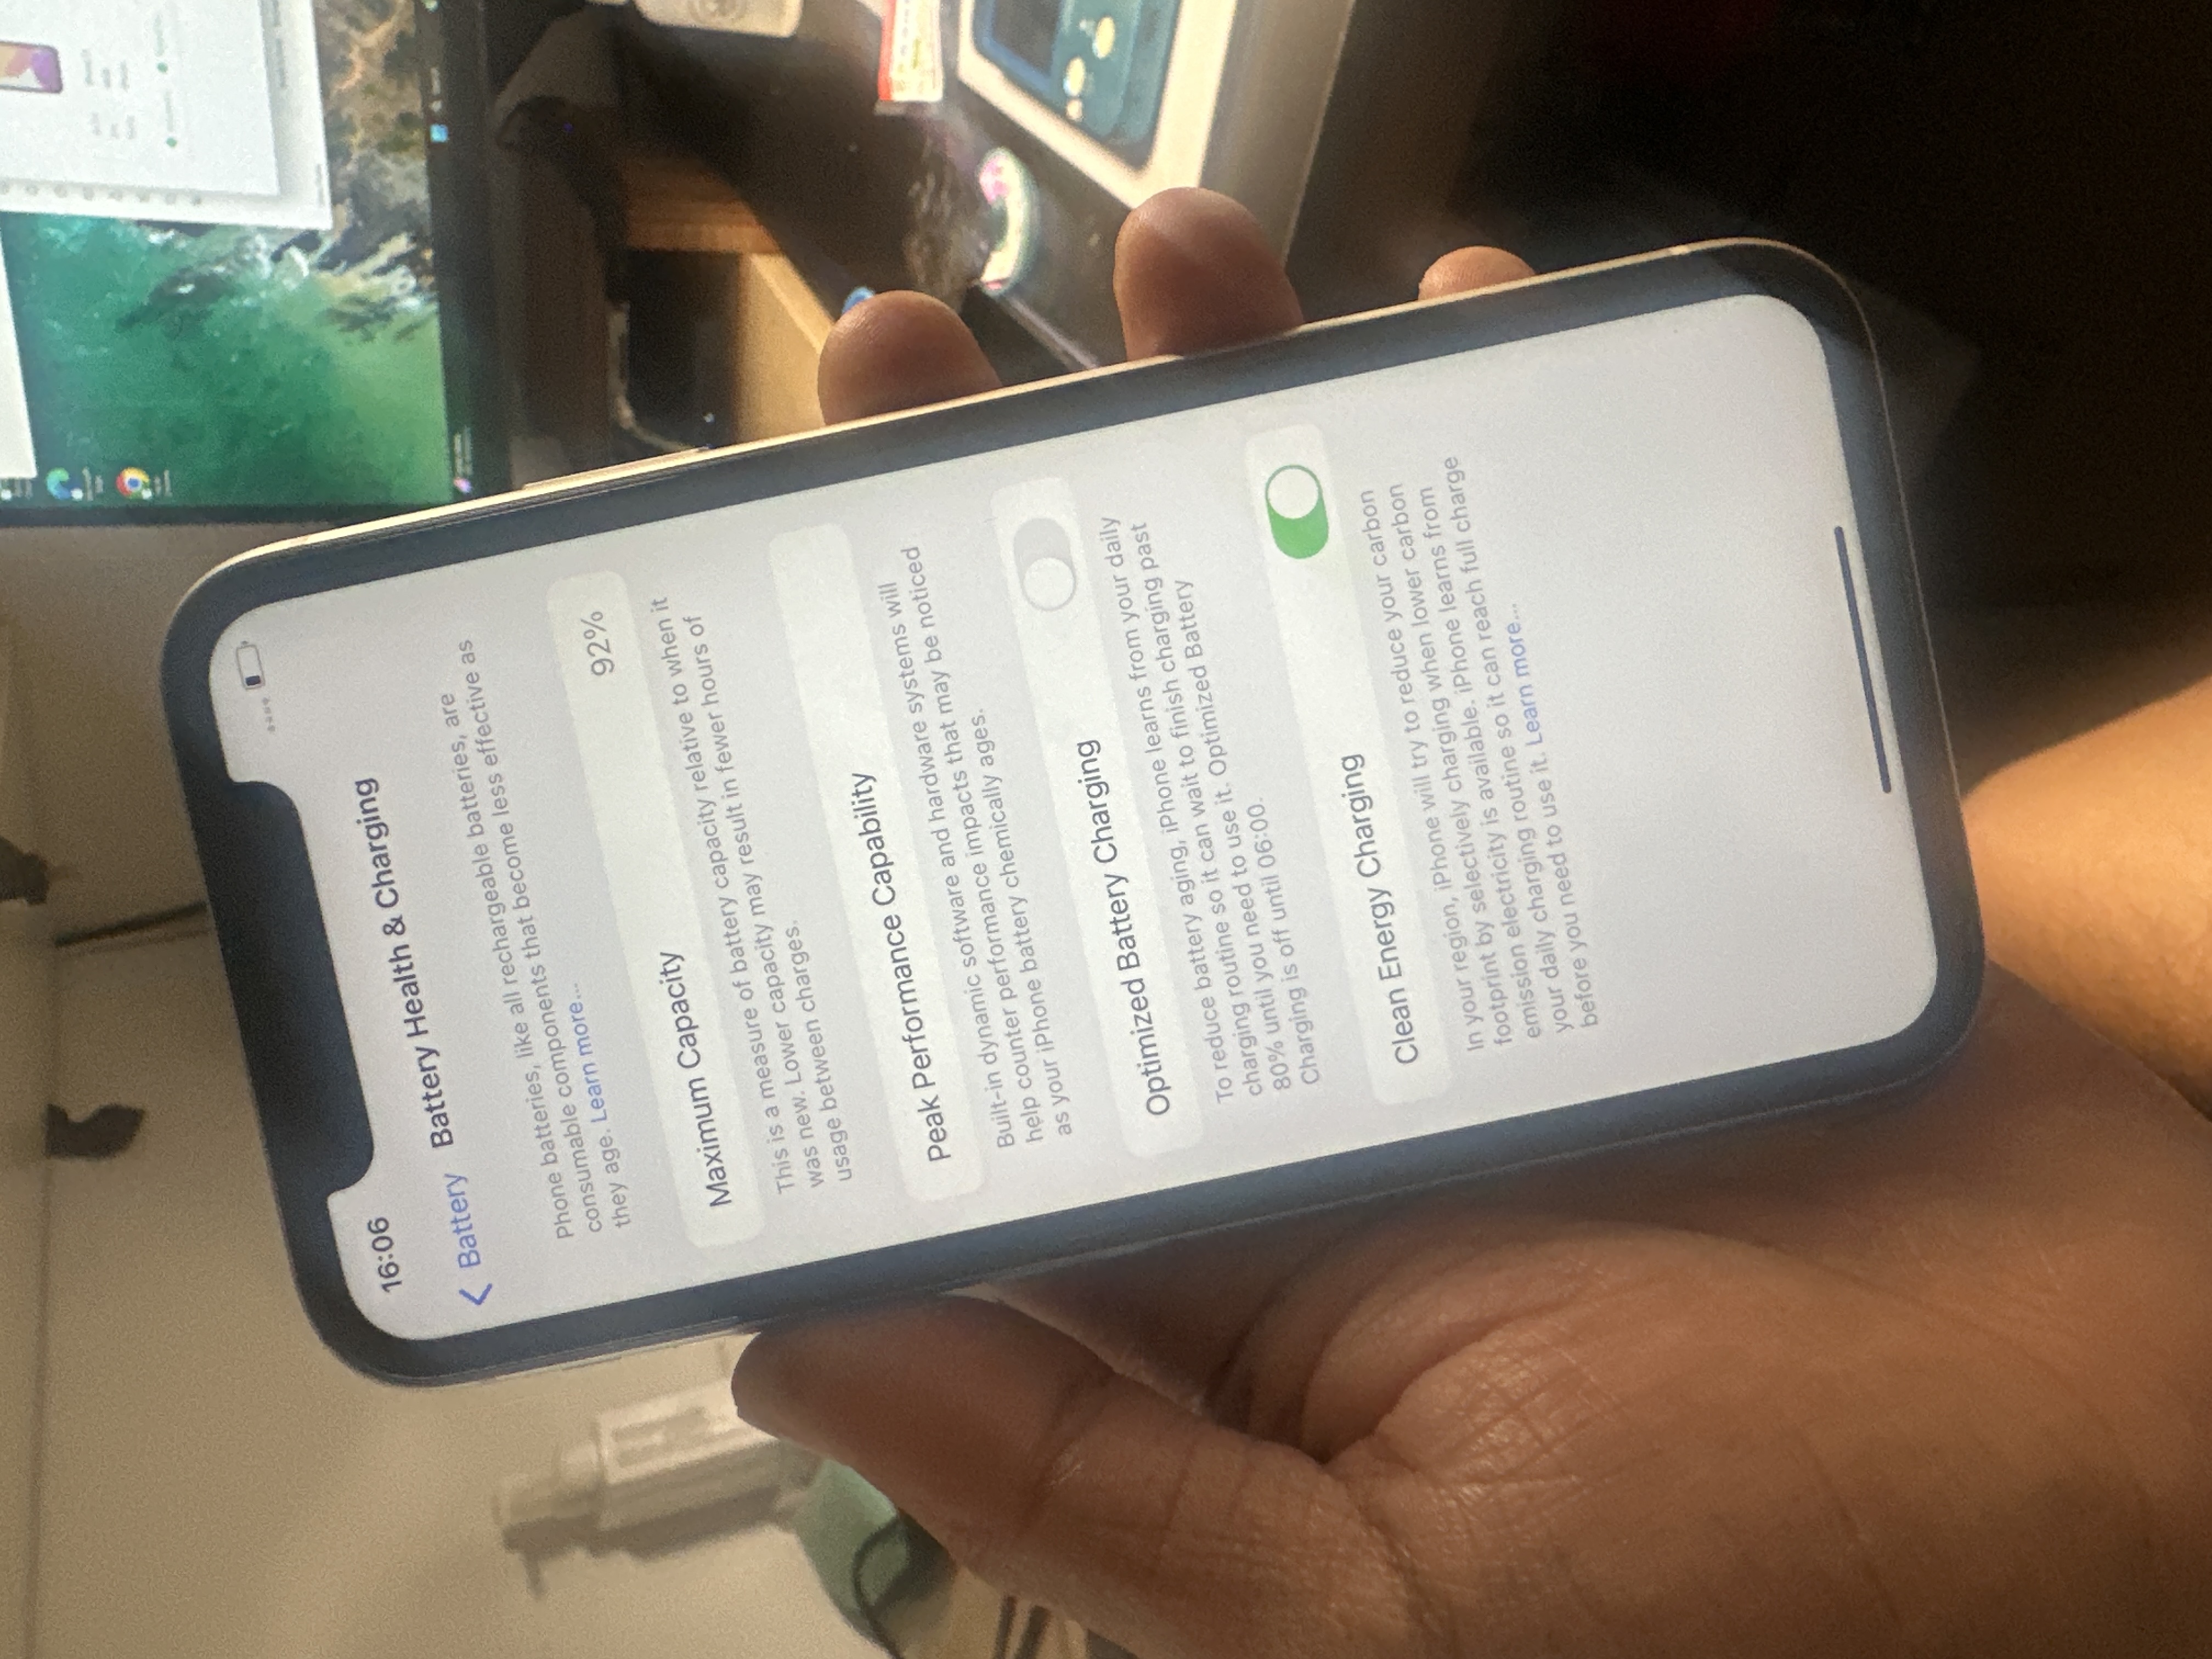 16:06
Battery
Battery Health & Charging
Phone batteries, like all rechargeable batteries, are
consumable components that become less effective as
they age. Learn more...
Maximum Capacity
92%
This is a measure of battery capacity relative to when it
was new. Lower capacity may result in fewer hours of
usage between charges.
Peak Performance Capability
Built-in dynamic software and hardware systems will
help counter performance impacts that may be noticed
as your iPhone battery chemically ages.
Optimized Battery Charging
To reduce battery aging, iPhone learns from your daily
charging routine so it can wait to finish charging past
80% until you need to use it. Optimized Battery
Charging is off until 06:00.
Clean Energy Charging
In your region, iPhone will try to reduce your carbon
footprint by selectively charging when lower carbon
emission electricity is available. iPhone learns from
your daily charging routine so it can reach full charge
before you need to use it. Learn more...